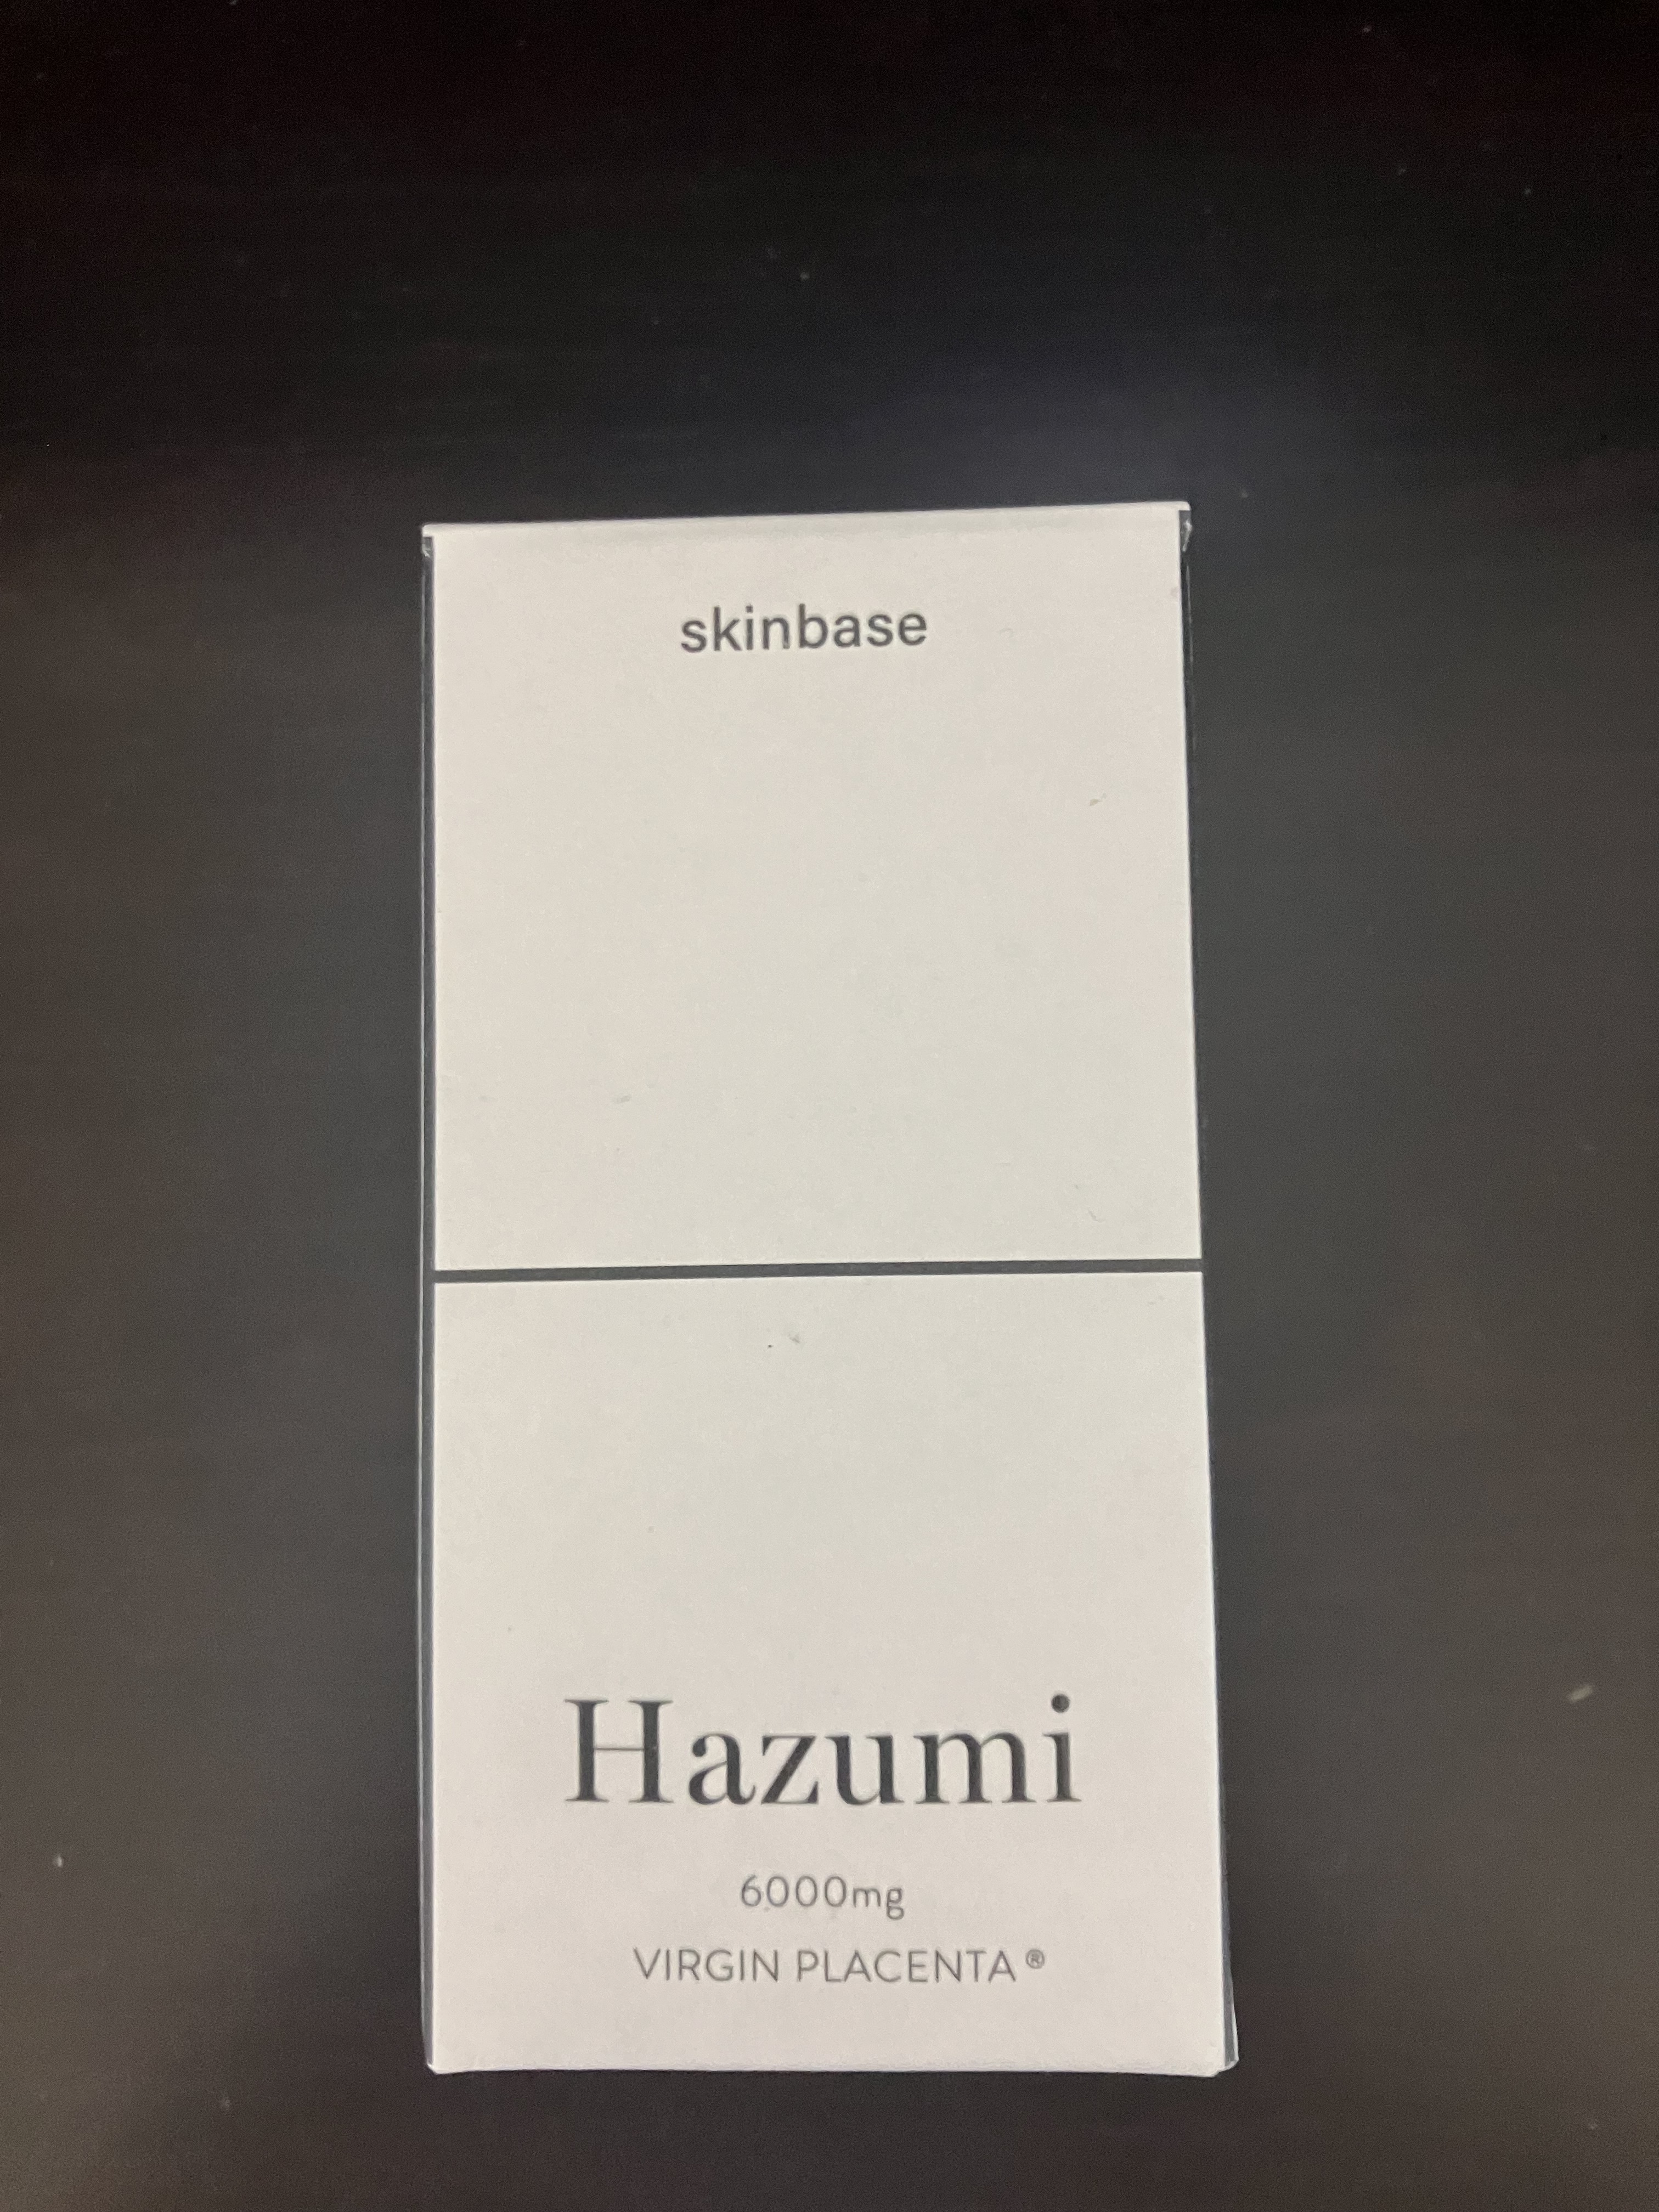 skinbase
Hazumi
6000mg
VIRGIN PLACENTA®